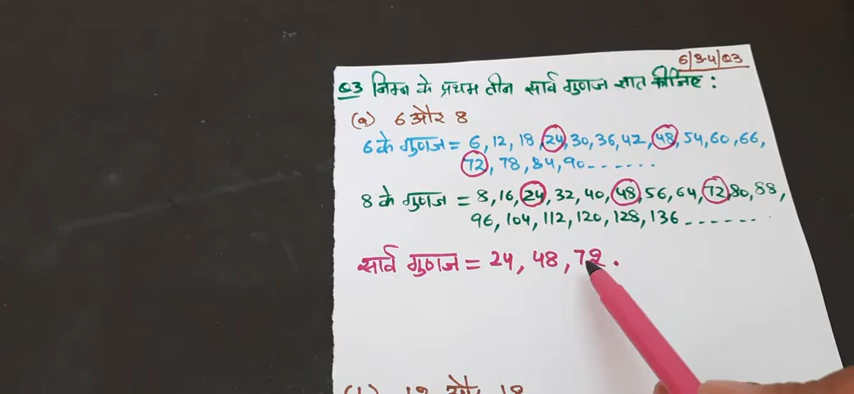 6/3.4/Q3
Q3 निम्न के प्रथम तीन सार्व गुणज ज्ञात कीजिए :
(a) 6 और 8
6 के गुणज = 6, 12, 18, 24, 30, 36, 42, 48, 54, 60, 66,
72, 78, 84, 90.......
8 के गुणज = 8, 16, 24, 32, 40, 48, 56, 64, 72, 80, 88,
96, 104, 112, 120, 128, 136 .......
सार्व गुणज = 24, 48, 72.